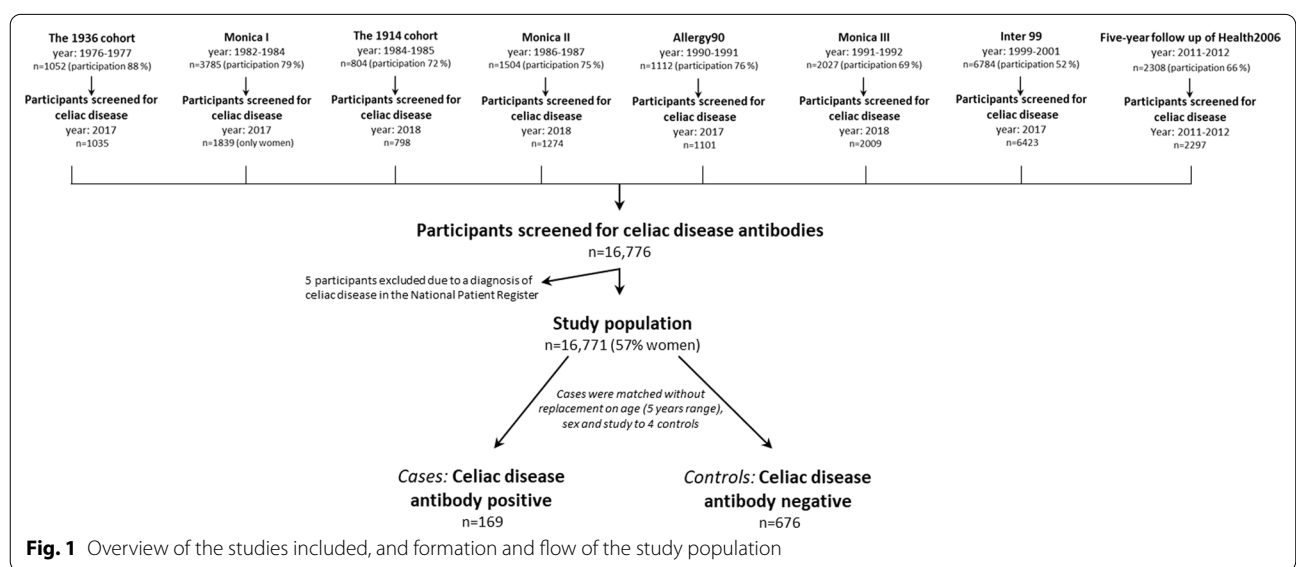 The 1936 cohort
year: 1976-1977
n=1052 (participation 88 %)
Participants screened for
celiac disease
year: 2017
n=1035
Monica I
year: 1982-1984
n=3785 (participation 79 %)
Participants screened for
celiac disease
year: 2017
n=1839 (only women)
The 1914 cohort
year: 1984-1985
n=804 (participation 72 %)
Participants screened for
celiac disease
year: 2018
n=798
Monica II
year: 1986-1987
n=1504 (participation 75 %)
Participants screened for
celiac disease
year: 2018
n=1274
Allergy90
year: 1990-1991
n=1112 (participation 76 %)
Participants screened for
celiac disease
year: 2017
n=1101
Monica III
year: 1991-1992
n=2027 (participation 69 %)
Participants screened for
celiac disease
year: 2018
n=2009
Inter 99
year: 1999-2001
n=6784 (participation 52 %)
Participants screened for
celiac disease
year: 2017
n=6423
Five-year follow up of Health2006
year: 2011-2012
n=2308 (participation 66 %)
Participants screened for
celiac disease
Year: 2011-2012
n=2297
Participants screened for celiac disease antibodies
n=16,776
5 participants excluded due to a diagnosis of
celiac disease in the National Patient Register
Study population
n=16,771 (57% women)
Cases were matched without
replacement on age (5 years range),
sex and study to 4 controls
Cases: Celiac disease
antibody positive
n=169
Controls: Celiac disease
antibody negative
n=676
Fig. 1 Overview of the studies included, and formation and flow of the study population